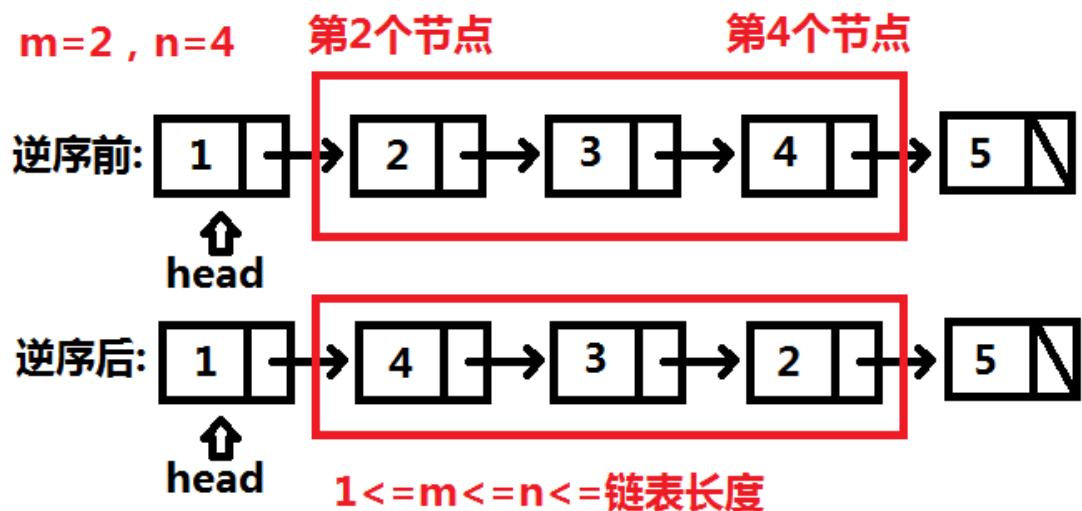 m=2，n=4 第2个节点 第4个节点
逆序前: 1 2 3 4 5
head
逆序后: 1 4 3 2 5
head
1<=m<=n<=链表长度